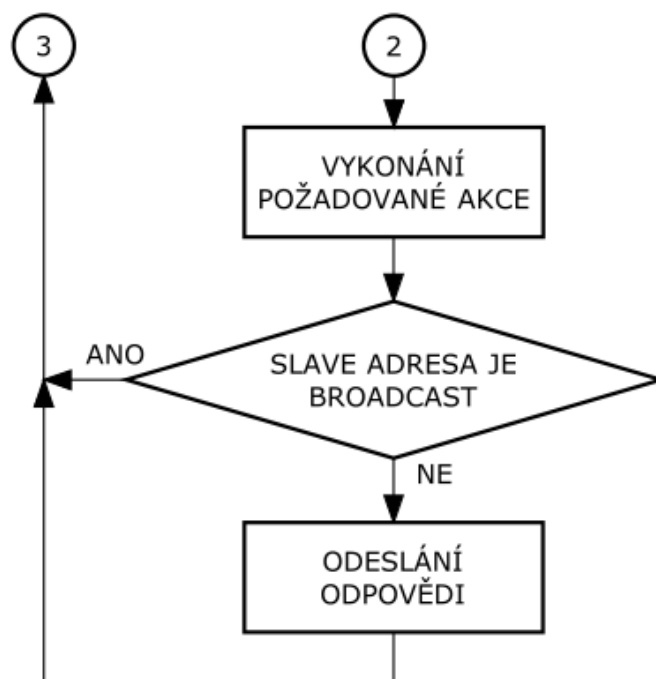 3
2
VYKONÁNÍ
POŽADOVANÉ AKCE
ANO
SLAVE ADRESA JE
BROADCAST
NE
ODESLÁNÍ
ODPOVĚDI